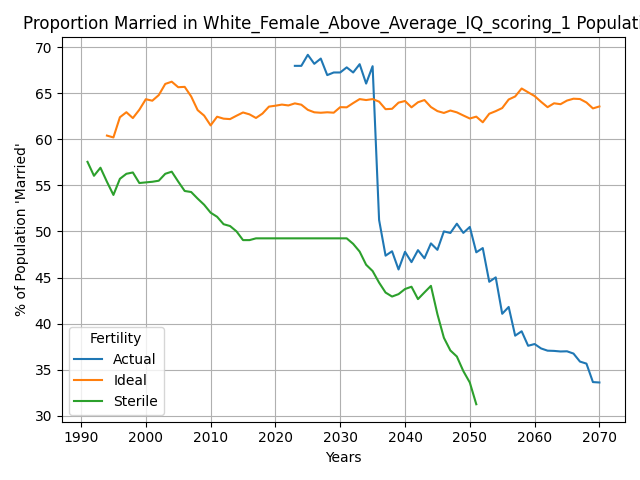 Proportion Married in White_Female_Above_Average_IQ_scoring_1 Populati
% of Population 'Married'
70
65
60
55
50
45
40
35
30
Fertility
Actual
Ideal
Sterile
1990 2000 2010 2020 2030 2040 2050 2060 2070
Years